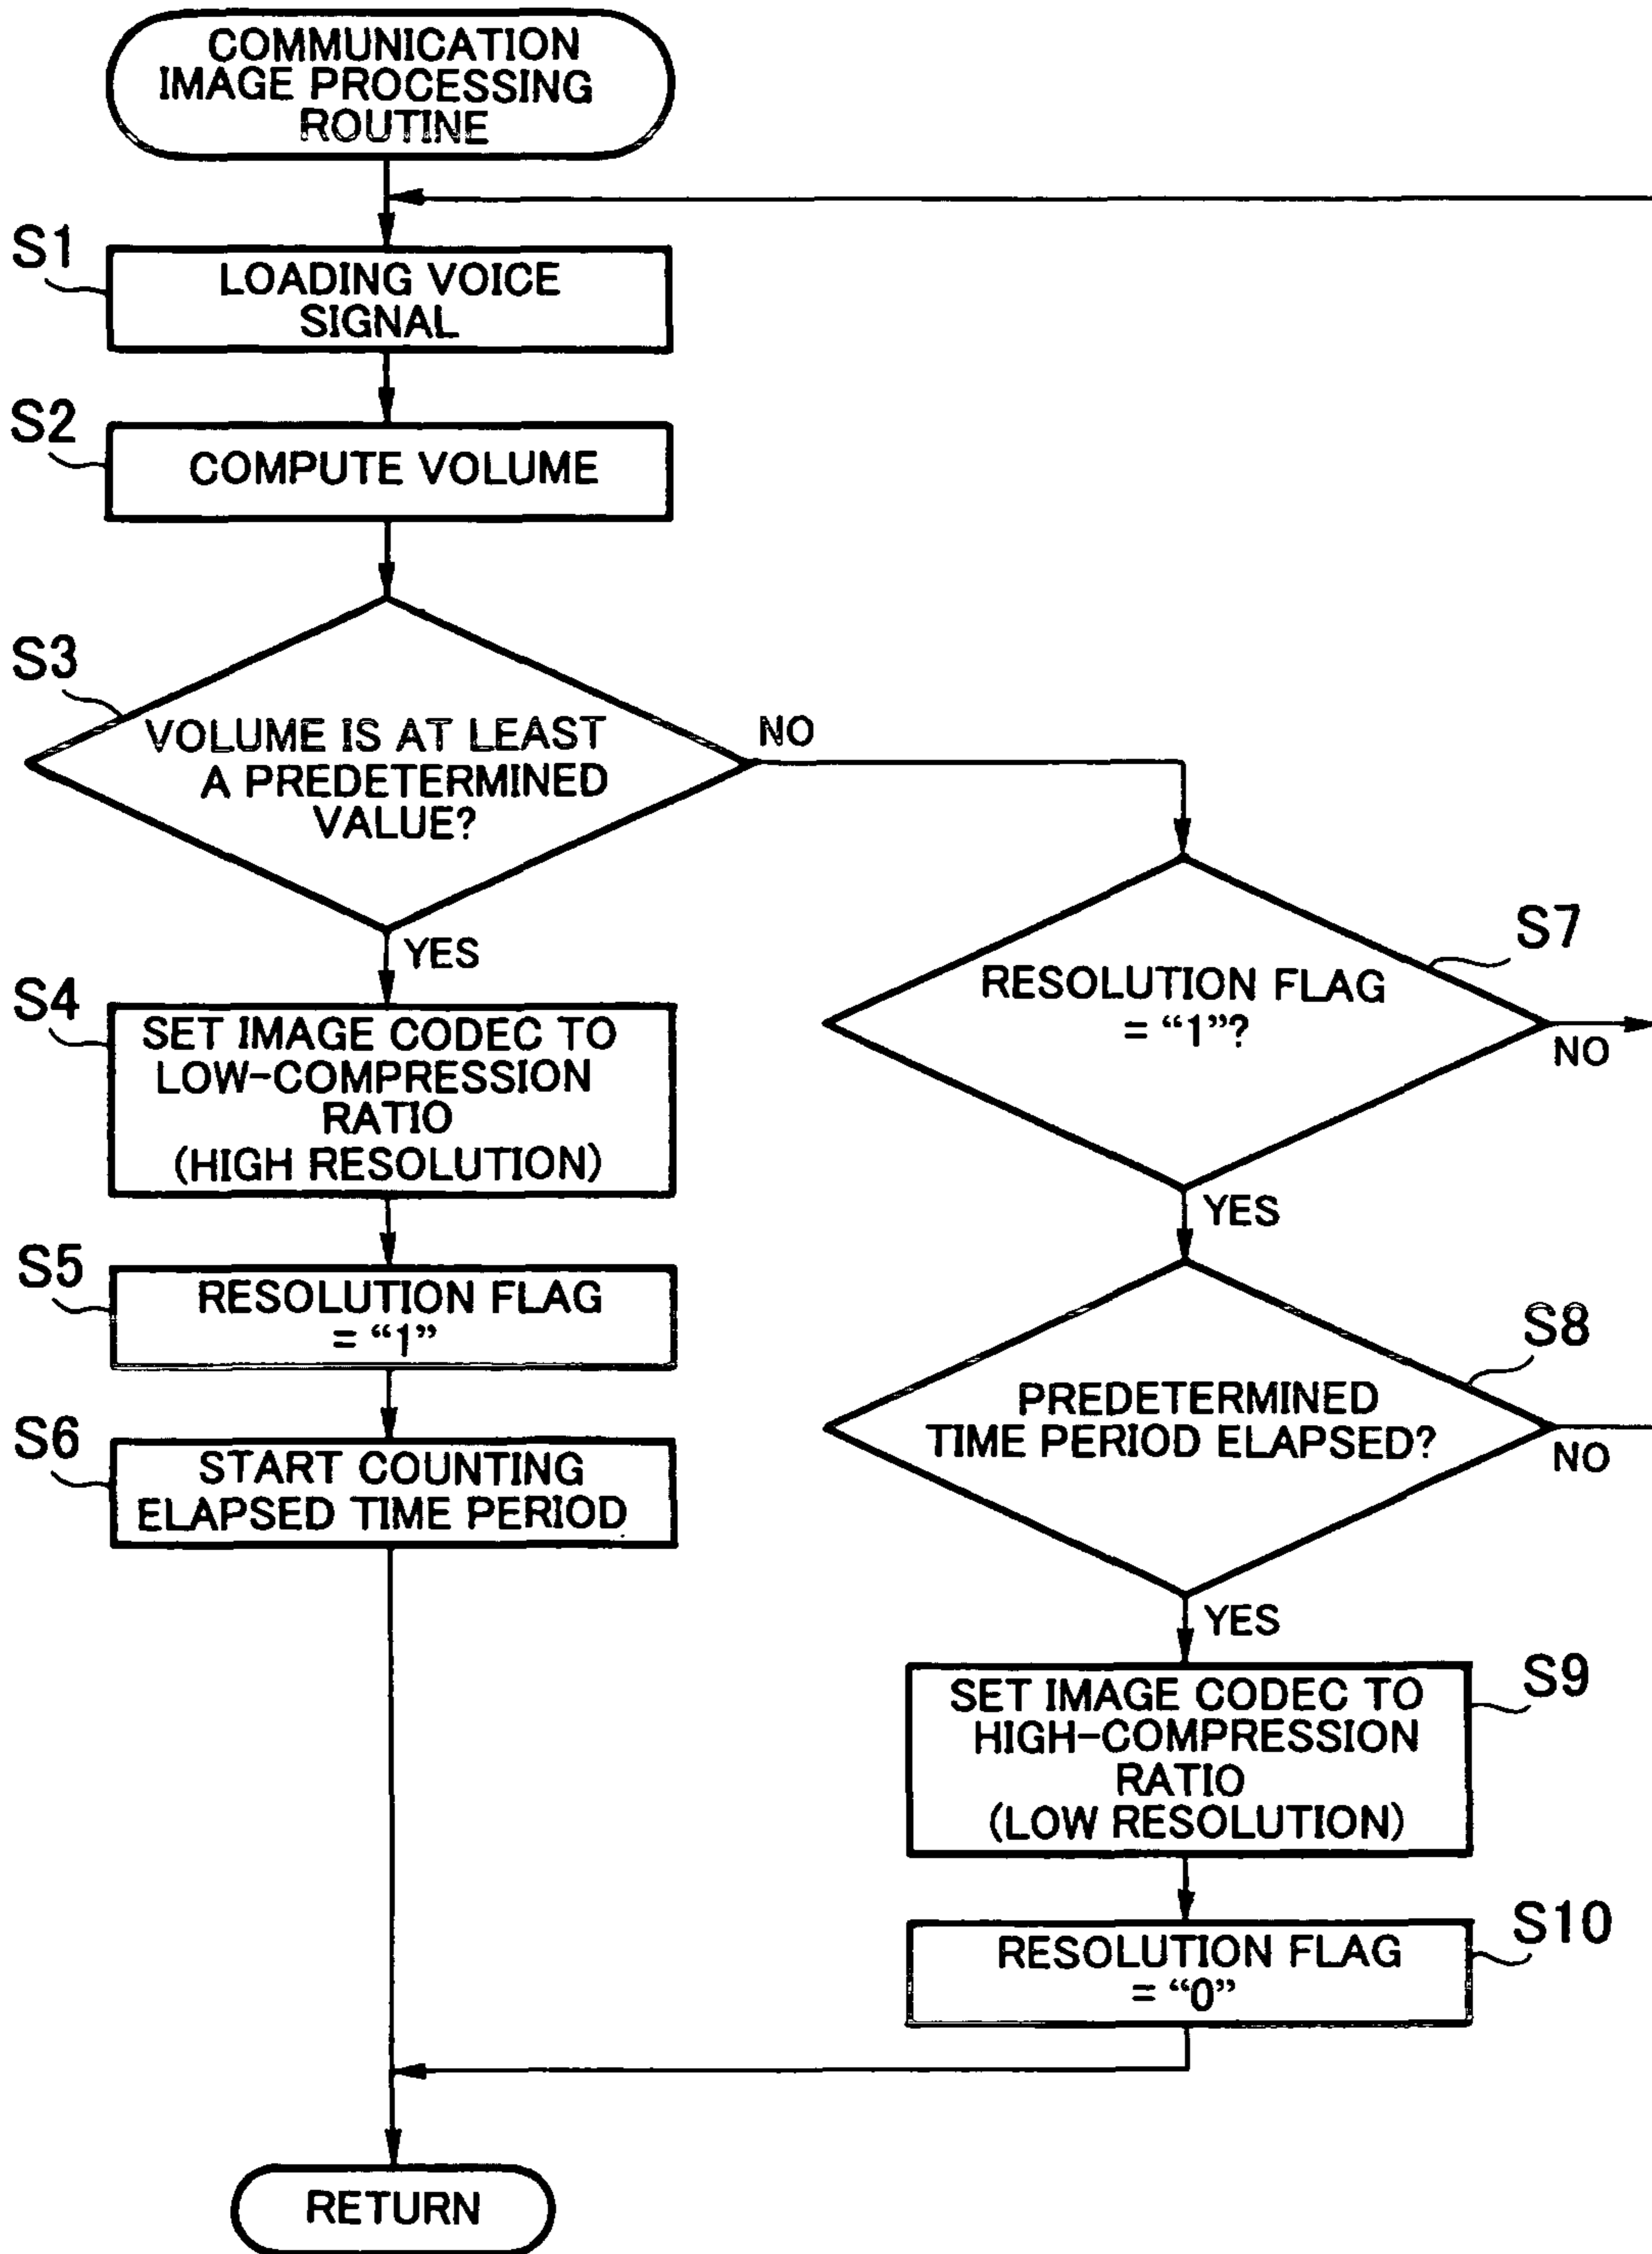 COMMUNICATION
IMAGE PROCESSING
ROUTINE
S1
LOADING VOICE
SIGNAL
S2
COMPUTE VOLUME
S3
VOLUME IS AT LEAST
A PREDETERMINED
VALUE?
NO
YES
S4
SET IMAGE CODEC TO
LOW-COMPRESSION
RATIO
(HIGH RESOLUTION)
S5
RESOLUTION FLAG
= “1”
S6
START COUNTING
ELAPSED TIME PERIOD
S7
RESOLUTION FLAG
= “1”?
NO
YES
S8
PREDETERMINED
TIME PERIOD ELAPSED?
NO
YES
S9
SET IMAGE CODEC TO
HIGH-COMPRESSION
RATIO
(LOW RESOLUTION)
S10
RESOLUTION FLAG
= “0”
RETURN